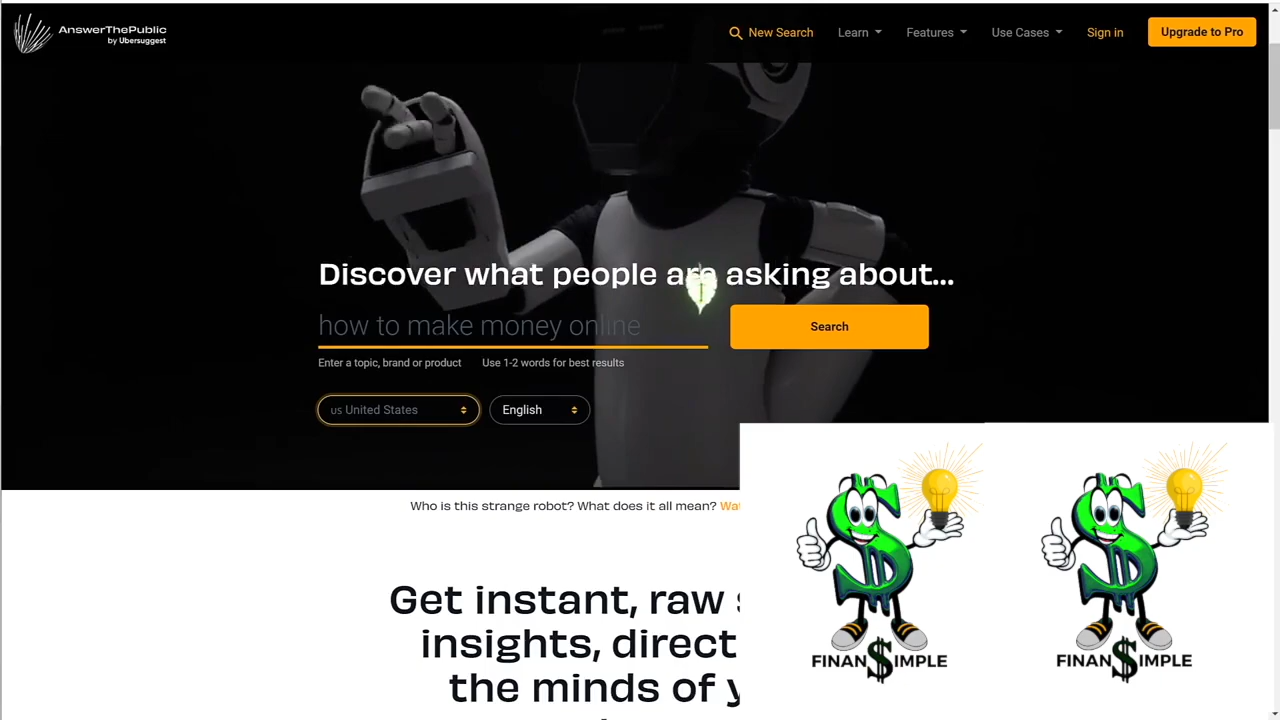 AnswerThePublic
by Ubersuggest
New Search Learn Features Use Cases Sign in Upgrade to Pro
Discover what people are asking about...
how to make money online Search
Enter a topic, brand or product Use 1-2 words for best results
us United States English
Who is this strange robot? What does it all mean?
Get instant, raw
insights, direct
the minds of
FINAN$IMPLE FINAN$IMPLE